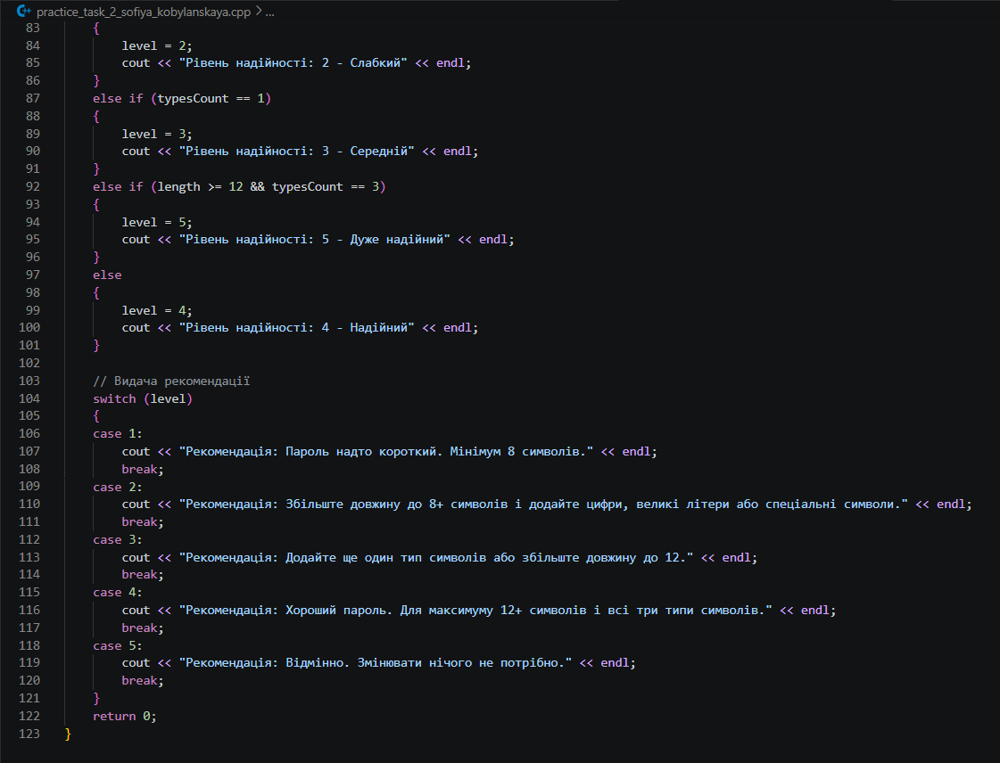 practice_task_2_sofiya_kobylanskaya.cpp > ...
83 {
84 level = 2;
85 cout << "Рівень надійності: 2 - Слабкий" << endl;
86 }
87 else if (typesCount == 1)
88 {
89 level = 3;
90 cout << "Рівень надійності: 3 - Середній" << endl;
91 }
92 else if (length >= 12 && typesCount == 3)
93 {
94 level = 5;
95 cout << "Рівень надійності: 5 - Дуже надійний" << endl;
96 }
97 else
98 {
99 level = 4;
100 cout << "Рівень надійності: 4 - Надійний" << endl;
101 }
102
103 // Видача рекомендації
104 switch (level)
105 {
106 case 1:
107 cout << "Рекомендація: Пароль надто короткий. Мінімум 8 символів." << endl;
108 break;
109 case 2:
110 cout << "Рекомендація: Збільште довжину до 8+ символів і додайте цифри, великі літери або спеціальні символи." << endl;
111 break;
112 case 3:
113 cout << "Рекомендація: Додайте ще один тип символів або збільште довжину до 12." << endl;
114 break;
115 case 4:
116 cout << "Рекомендація: Хороший пароль. Для максимуму 12+ символів і всі три типи символів." << endl;
117 break;
118 case 5:
119 cout << "Рекомендація: Відмінно. Змінювати нічого не потрібно." << endl;
120 break;
121 }
122 return 0;
123 }